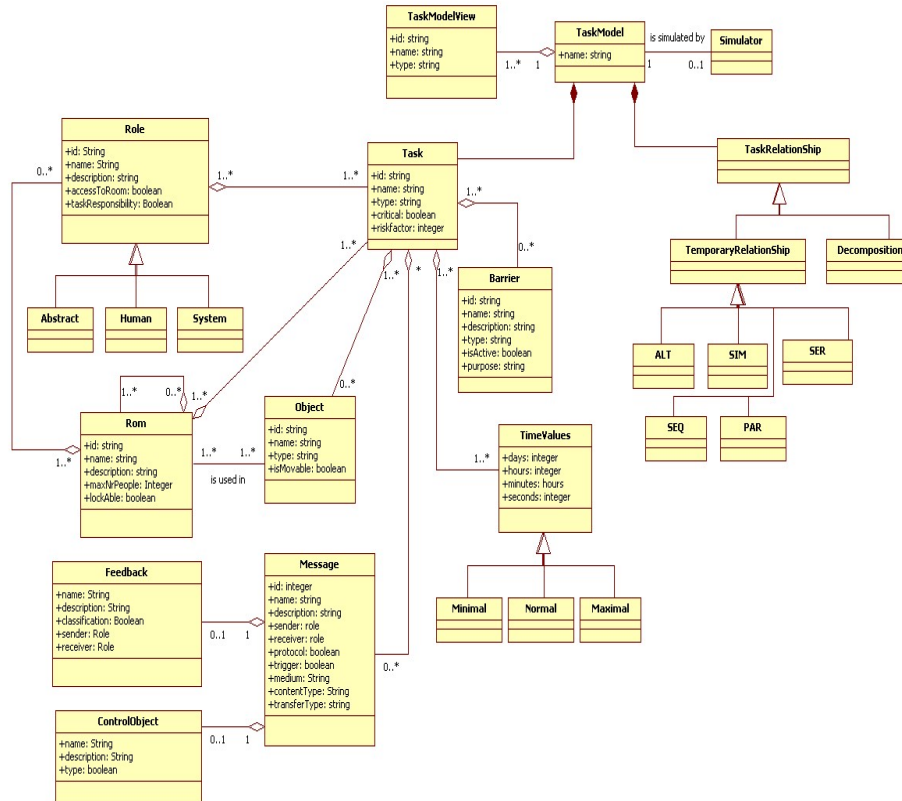 TaskModelView
+id: string
+name: string
+type: string
1..*
1
TaskModel
+name: string
is simulated by
1
0..1
Simulator
Role
+id: String
+name: String
+description: string
+accessToRoom: boolean
+taskResponsibility: Boolean
0..*
1..*
1..*
Task
+id: string
+name: string
+type: string
+critical: boolean
+riskfactor: integer
1..*
0..*
TaskRelationShip
TemporaryRelationShip
Decomposition
Barrier
+id: string
+name: string
+description: string
+type: string
+isActive: boolean
+purpose: string
1..*
1..*
*
1..*
Abstract
Human
System
ALT
SIM
SER
SEQ
PAR
1..*
0..*
1..*
0..*
Rom
+id: string
+name: string
+description: string
+maxNrPeople: Integer
+lockAble: boolean
1..*
1..*
1..*
is used in
Object
+id: string
+name: string
+type: string
+isMovable: boolean
1..*
TimeValues
+days: integer
+hours: integer
+minutes: hours
+seconds: integer
Minimal
Normal
Maximal
Feedback
+name: String
+description: String
+classification: Boolean
+sender: Role
+receiver: Role
0..1
1
Message
+id: integer
+name: string
+description: string
+sender: role
+receiver: role
+protocol: boolean
+trigger: boolean
+medium: String
+contentType: String
+transferType: string
0..*
ControlObject
+name: String
+description: String
+type: boolean
0..1
1